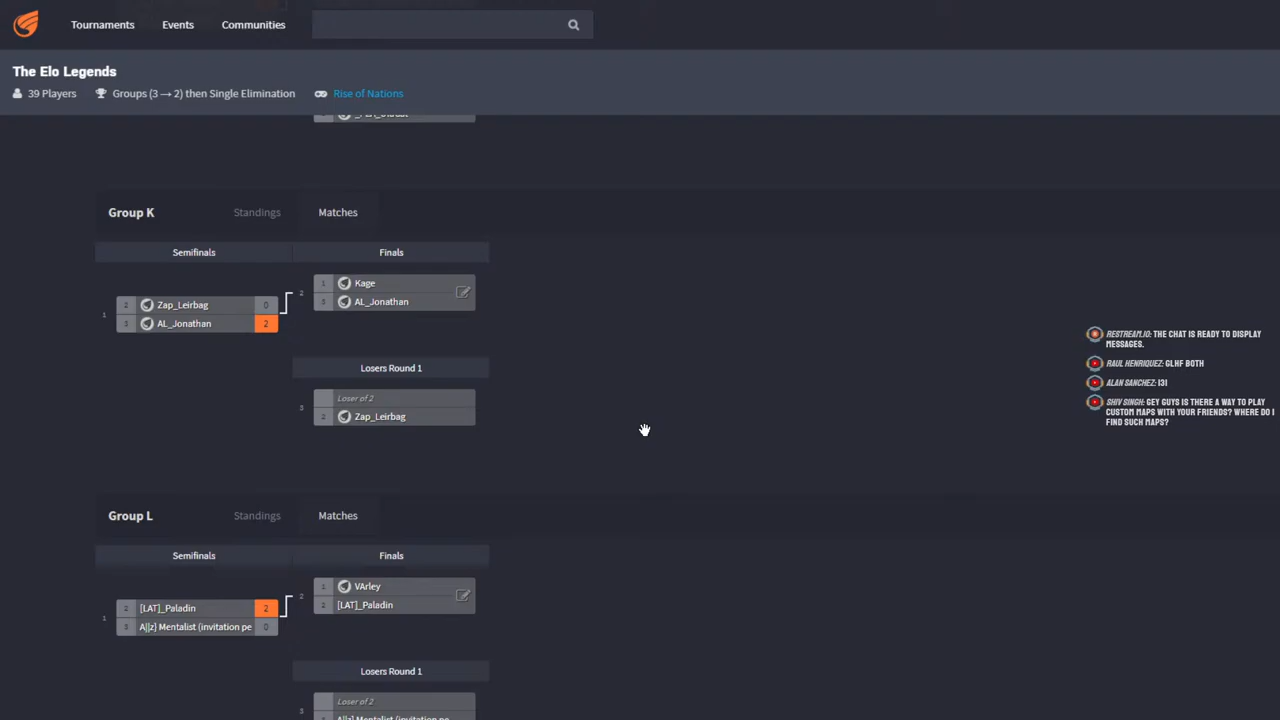 Tournaments Events Communities
The Elo Legends
39 Players Groups (3 → 2) then Single Elimination Rise of Nations
Group K Standings Matches
Semifinals Finals
1 Kage
2
3 AL_Jonathan
2 Zap_Leirbag 0
1
3 AL_Jonathan 2
Losers Round 1
Loser of 2
3
2 Zap_Leirbag
RESTREAM.IO: THE CHAT IS READY TO DISPLAY
MESSAGES.
RAUL HENRIQUEZ: GLHF BOTH
ALAN SANCHEZ: 131
SHIV SINGH: GEY GUYS IS THERE A WAY TO PLAY
CUSTOM MAPS WITH YOUR FRIENDS? WHERE DO I
FIND SUCH MAPS?
Group L Standings Matches
Semifinals Finals
1 VArley
2
2 [LAT]_Paladin
2 [LAT]_Paladin 2
1
3 A||z} Mentalist (invitation pe 0
Losers Round 1
Loser of 2
3